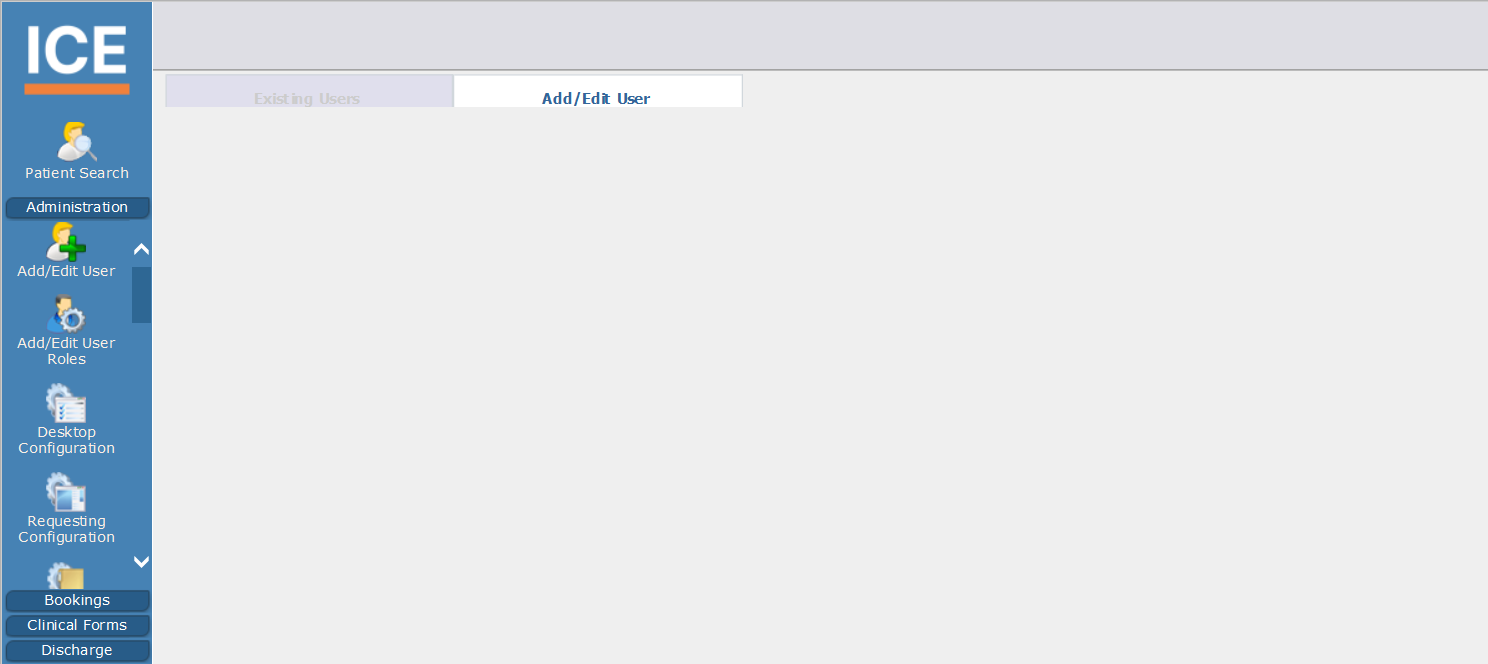 ICE
Patient Search
Administration
Add/Edit User
Add/Edit User
Roles
Desktop
Configuration
Requesting
Configuration
Bookings
Clinical Forms
Discharge
Existing Users
Add/Edit User